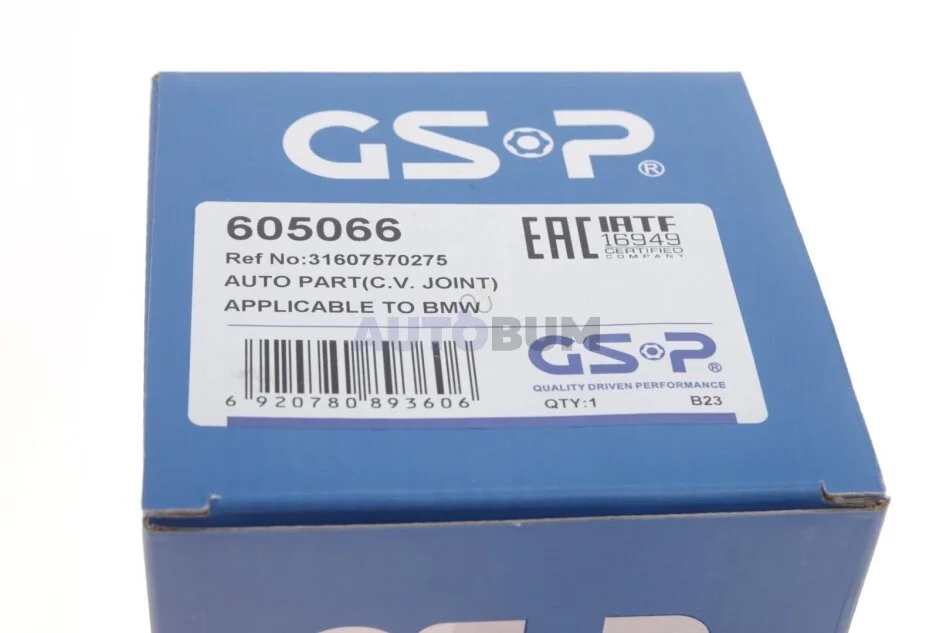 GSP®
605066
Ref No:31607570275
AUTO PART(C.V. JOINT)
APPLICABLE TO BMW
EAC IATF
16949
CERTIFIED
COMPANY
AUTOBUM
6 920780 893606
GSP®
QUALITY DRIVEN PERFORMANCE
QTY:1 B23
GSP